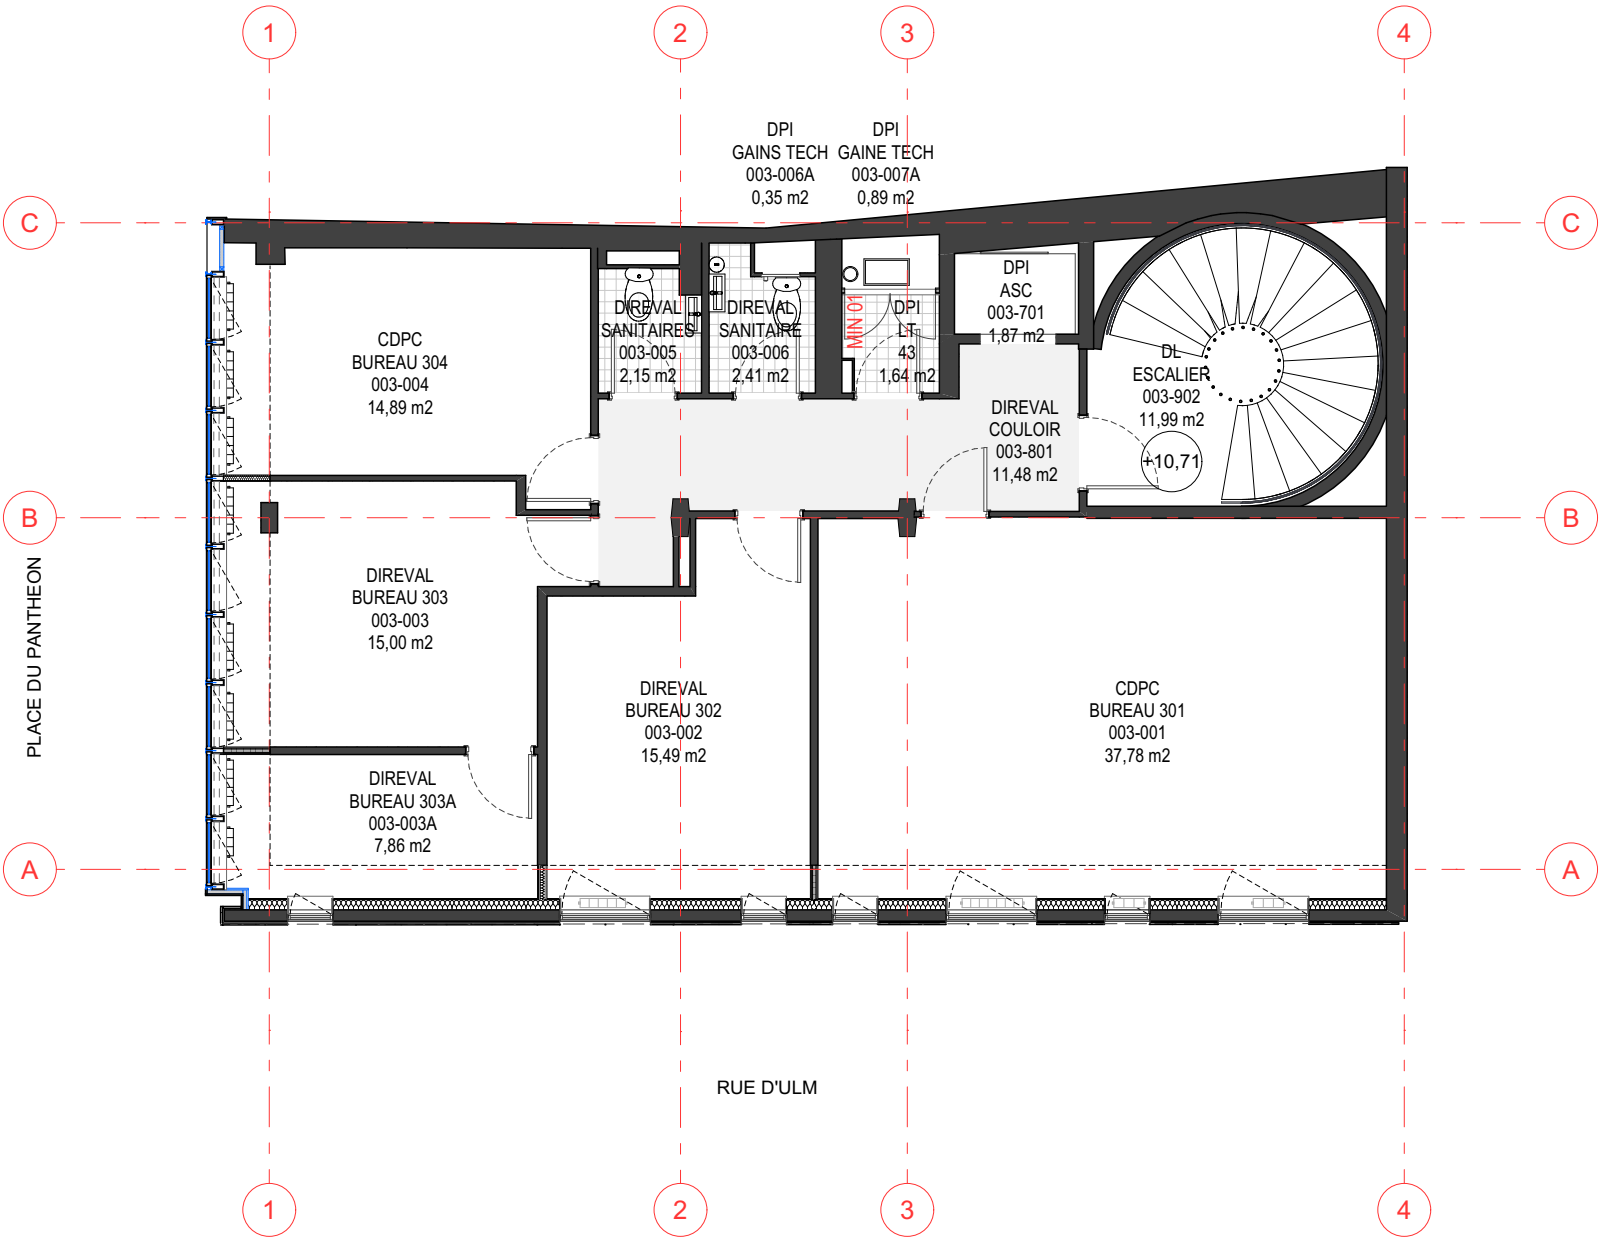 1
2
3
4
DPI
GAINS TECH
003-006A
0,35 m2
DPI
GAINE TECH
003-007A
0,89 m2
C
C
CDPC
BUREAU 304
003-004
14,89 m2
DIREVAL
SANITAIRES
003-005
2,15 m2
DIREVAL
SANITAIRE
003-006
2,41 m2
MIN 01
DPI
LT
43
1,64 m2
DPI
ASC
003-701
1,87 m2
DL
ESCALIER
003-902
11,99 m2
+10,71
DIREVAL
COULOIR
003-801
11,48 m2
B
B
PLACE DU PANTHEON
DIREVAL
BUREAU 303
003-003
15,00 m2
DIREVAL
BUREAU 302
003-002
15,49 m2
CDPC
BUREAU 301
003-001
37,78 m2
DIREVAL
BUREAU 303A
003-003A
7,86 m2
A
A
RUE D'ULM
1
2
3
4